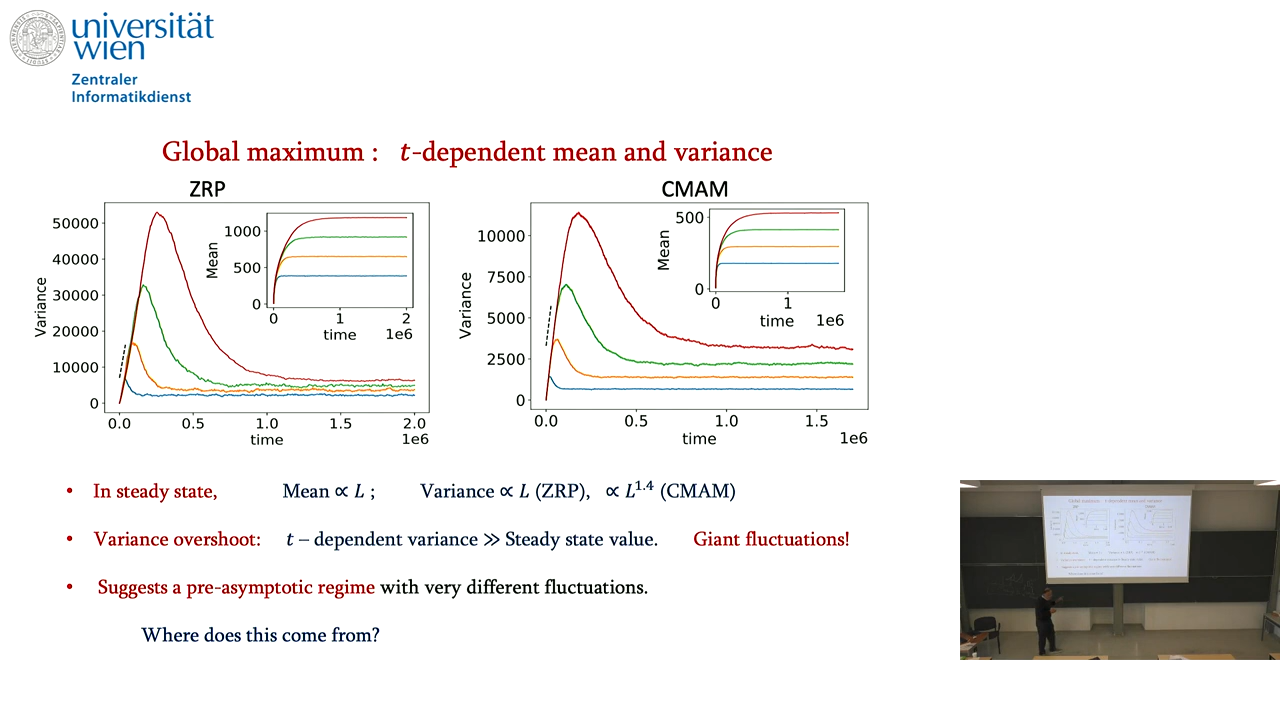 universität
wien
Zentraler
Informatikdienst
Global maximum : t-dependent mean and variance
ZRP
CMAM
50000
40000
30000
20000
10000
0
Variance
0.0 0.5 1.0 1.5 2.0
time
1e6
1000
500
0
Mean
0 1 2
time
1e6
10000
7500
5000
2500
0
Variance
0.0 0.5 1.0 1.5
time
1e6
500
0
Mean
0 1
time
1e6
• In steady state, Mean ∝ L ; Variance ∝ L (ZRP), ∝ L^1.4 (CMAM)
• Variance overshoot: t − dependent variance ≫ Steady state value. Giant fluctuations!
• Suggests a pre-asymptotic regime with very different fluctuations.
Where does this come from?